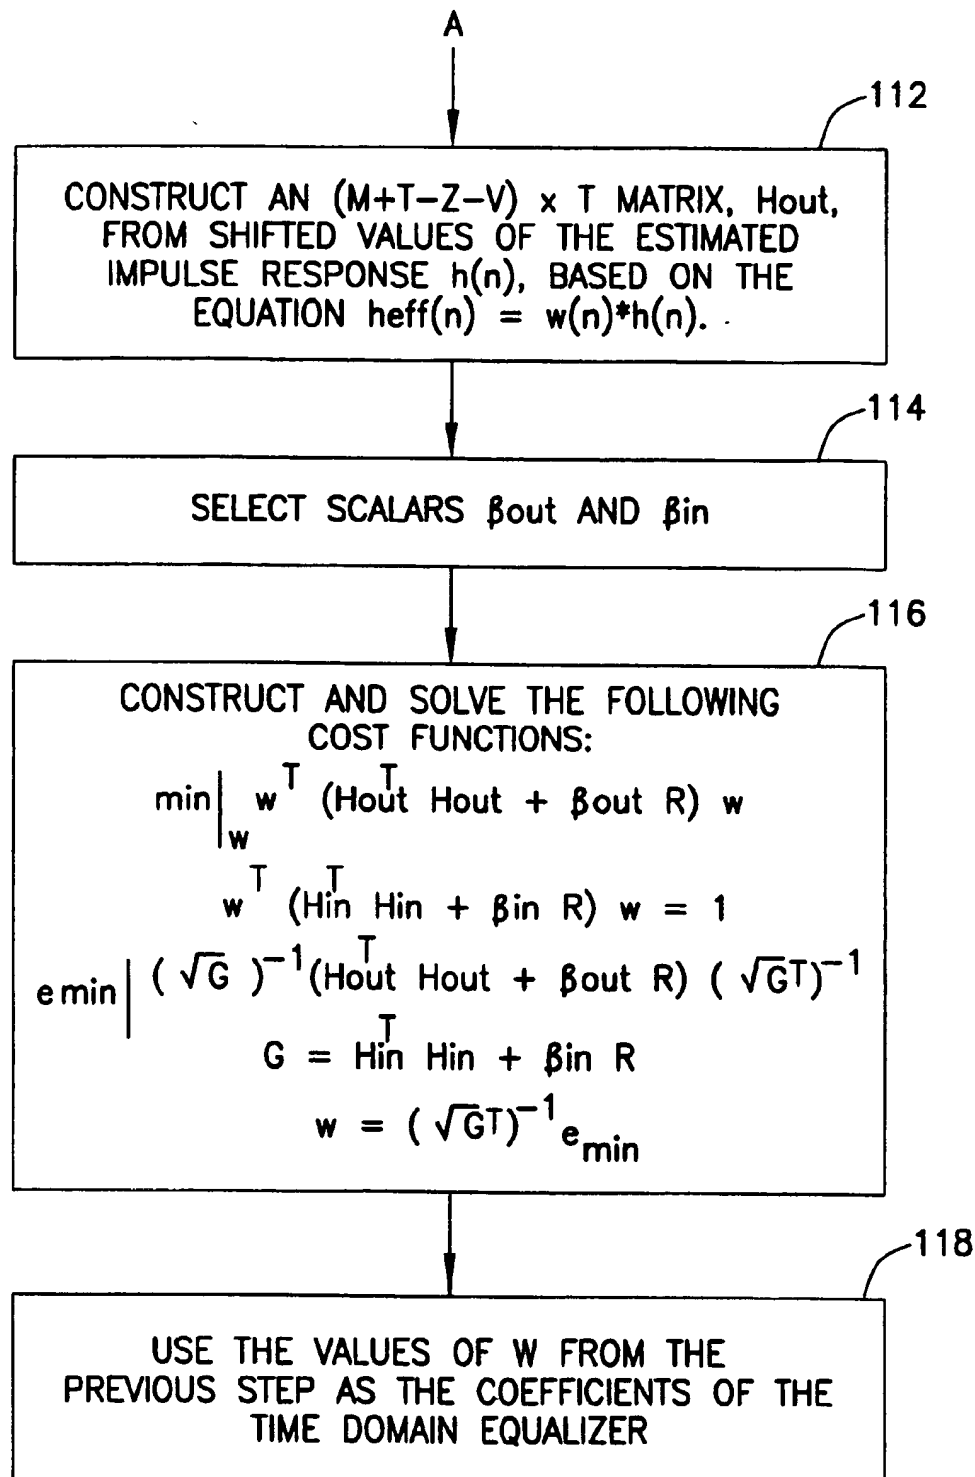 A
112
CONSTRUCT AN (M+T−Z−V) x T MATRIX, Hout,
FROM SHIFTED VALUES OF THE ESTIMATED
IMPULSE RESPONSE h(n), BASED ON THE
EQUATION heff(n) = w(n)*h(n).
114
SELECT SCALARS βout AND βin
116
CONSTRUCT AND SOLVE THE FOLLOWING
COST FUNCTIONS:
min|_w w^T (Hout^T Hout + βout R) w
w^T (Hin^T Hin + βin R) w = 1
e min| (√G )^−1 (Hout^T Hout + βout R) (√G^T)^−1
G = Hin^T Hin + βin R
w = (√G^T)^−1 e_min
118
USE THE VALUES OF W FROM THE
PREVIOUS STEP AS THE COEFFICIENTS OF THE
TIME DOMAIN EQUALIZER